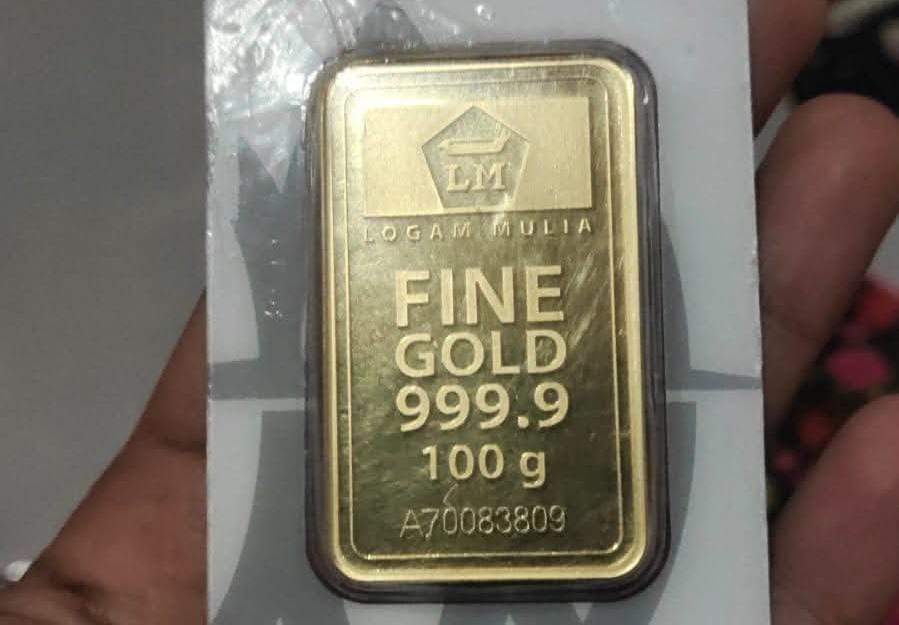 LM
LOGAM MULIA
FINE
GOLD
999.9
100 g
A70083809